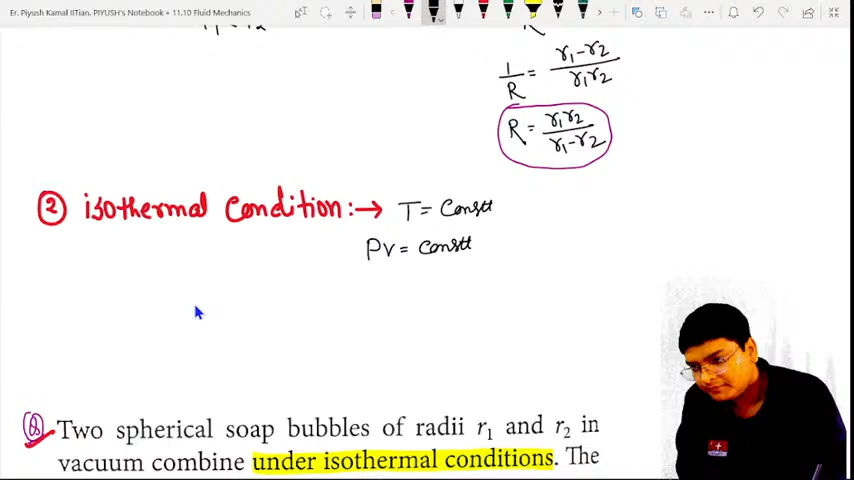 Er. Piyush Kamal IITian. PIYUSH's Notebook » 11.10 Fluid Mechanics
1/R = r₁-r₂/r₁r₂
R = r₁r₂/r₁-r₂
② isothermal Condition:→ T = Constt
PV = Constt
Q Two spherical soap bubbles of radii r₁ and r₂ in
vacuum combine under isothermal conditions. The